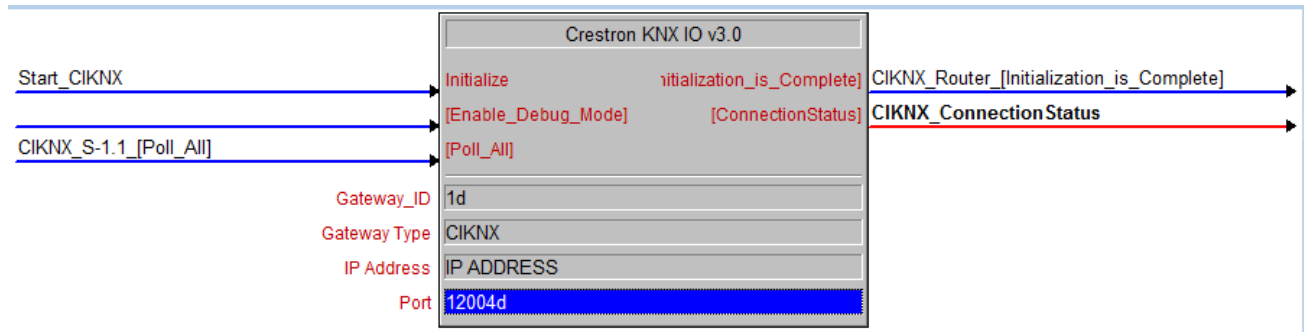 Crestron KNX IO v3.0
Start_CIKNX Initialize nitialization_is_Complete] CIKNX_Router_[Initialization_is_Complete]
[Enable_Debug_Mode] [ConnectionStatus] CIKNX_ConnectionStatus
CIKNX_S-1.1_[Poll_All] [Poll_All]
Gateway_ID 1d
Gateway Type CIKNX
IP Address IP ADDRESS
Port 12004d